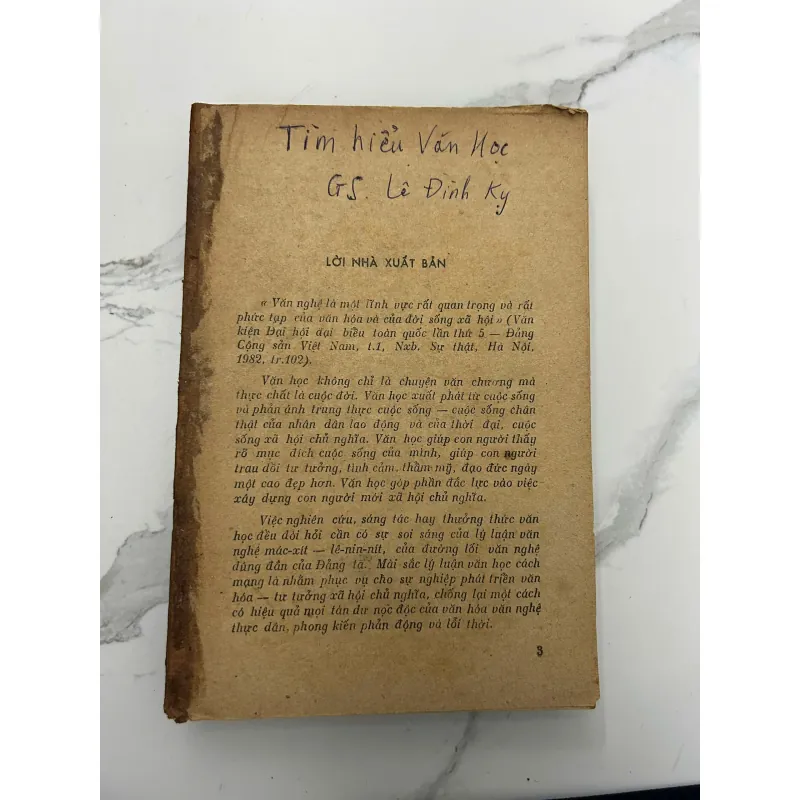 Tìm hiểu Văn Học
GS. Lê Đình Kỵ
LỜI NHÀ XUẤT BẢN
« Văn nghệ là một lĩnh vực rất quan trọng và rất
phức tạp của văn hóa và của đời sống xã hội » (Văn
kiện Đại hội đại biểu toàn quốc lần thứ 5 — Đảng
Cộng sản Việt Nam, t.1, Nxb. Sự thật, Hà Nội,
1982, tr.102).
Văn học không chỉ là chuyện văn chương mà
thực chất là cuộc đời. Văn học xuất phát từ cuộc sống
và phản ánh trung thực cuộc sống — cuộc sống chân
thật của nhân dân lao động và của thời đại, cuộc
sống xã hội chủ nghĩa. Văn học giúp con người thấy
rõ mục đích cuộc sống của mình, giúp con người
trau dồi tư tưởng, tình cảm, thẩm mỹ, đạo đức ngày
một cao đẹp hơn. Văn học góp phần đắc lực vào việc
xây dựng con người mới xã hội chủ nghĩa.
Việc nghiên cứu, sáng tác hay thưởng thức văn
học đều đòi hỏi cần có sự soi sáng của lý luận văn
nghệ mác-xít — lê-nin-nít, của đường lối văn nghệ
đúng đắn của Đảng ta. Mài sắc lý luận văn học cách
mạng là nhằm phục vụ cho sự nghiệp phát triển văn
hóa — tư tưởng xã hội chủ nghĩa, chống lại một cách
có hiệu quả mọi tàn dư nọc độc của văn hóa văn nghệ
thực dân, phong kiến phản động và lỗi thời.
3